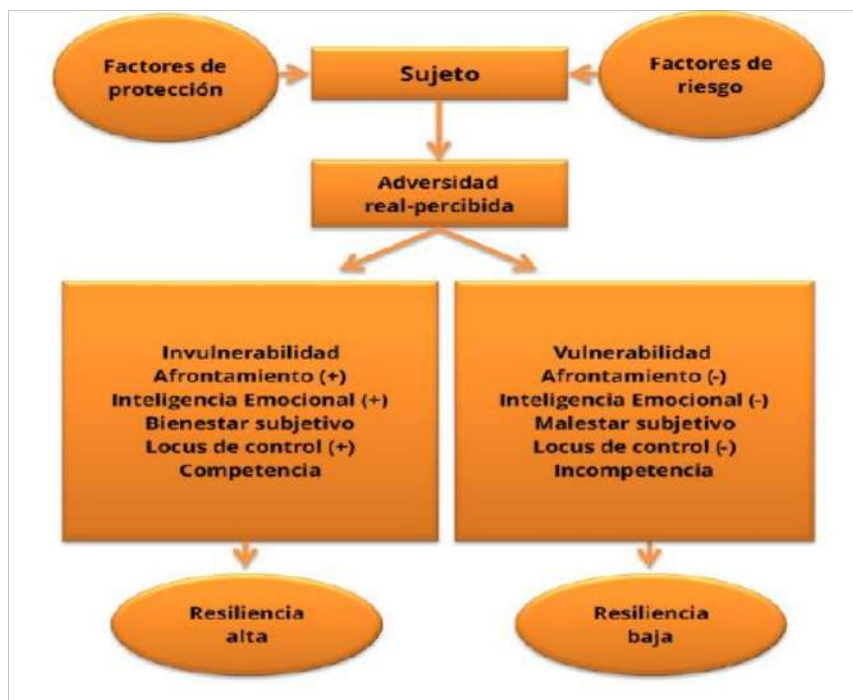 Factores de
protección
Sujeto
Factores de
riesgo
Adversidad
real-percibida
Invulnerabilidad
Afrontamiento (+)
Inteligencia Emocional (+)
Bienestar subjetivo
Locus de control (+)
Competencia
Vulnerabilidad
Afrontamiento (-)
Inteligencia Emocional (-)
Malestar subjetivo
Locus de control (-)
Incompetencia
Resiliencia
alta
Resiliencia
baja